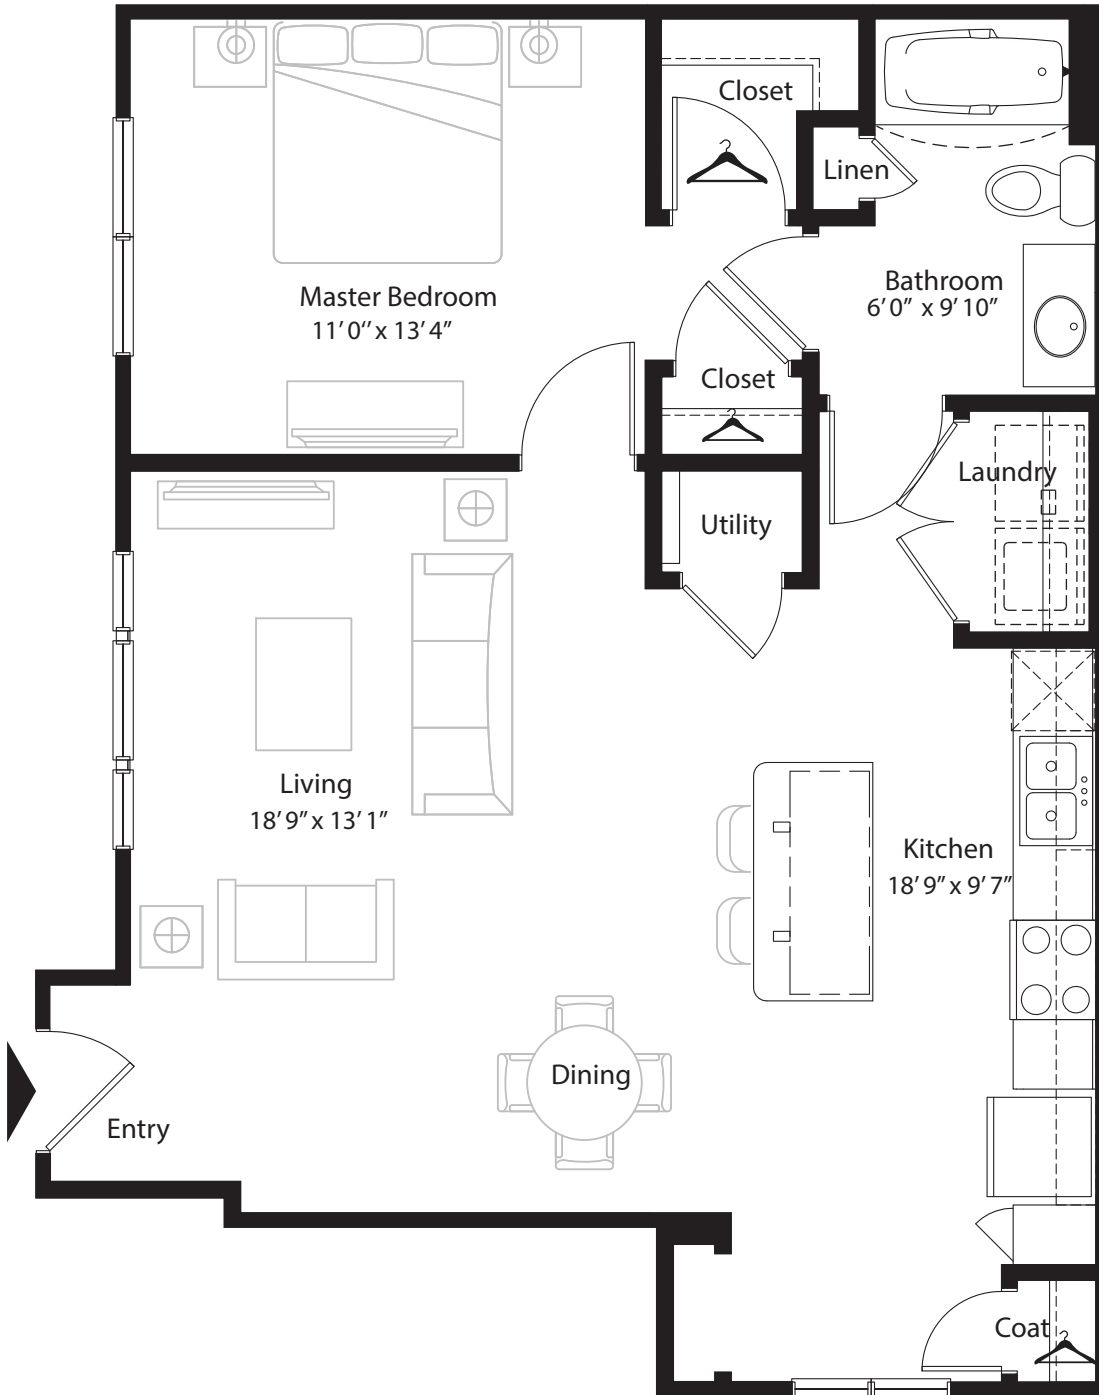 Closet
Linen
Master Bedroom
11'0" x 13'4"
Bathroom
6'0" x 9'10"
Closet
Laundry
Utility
Living
18'9" x 13'1"
Kitchen
18'9" x 9'7"
Dining
Entry
Coat